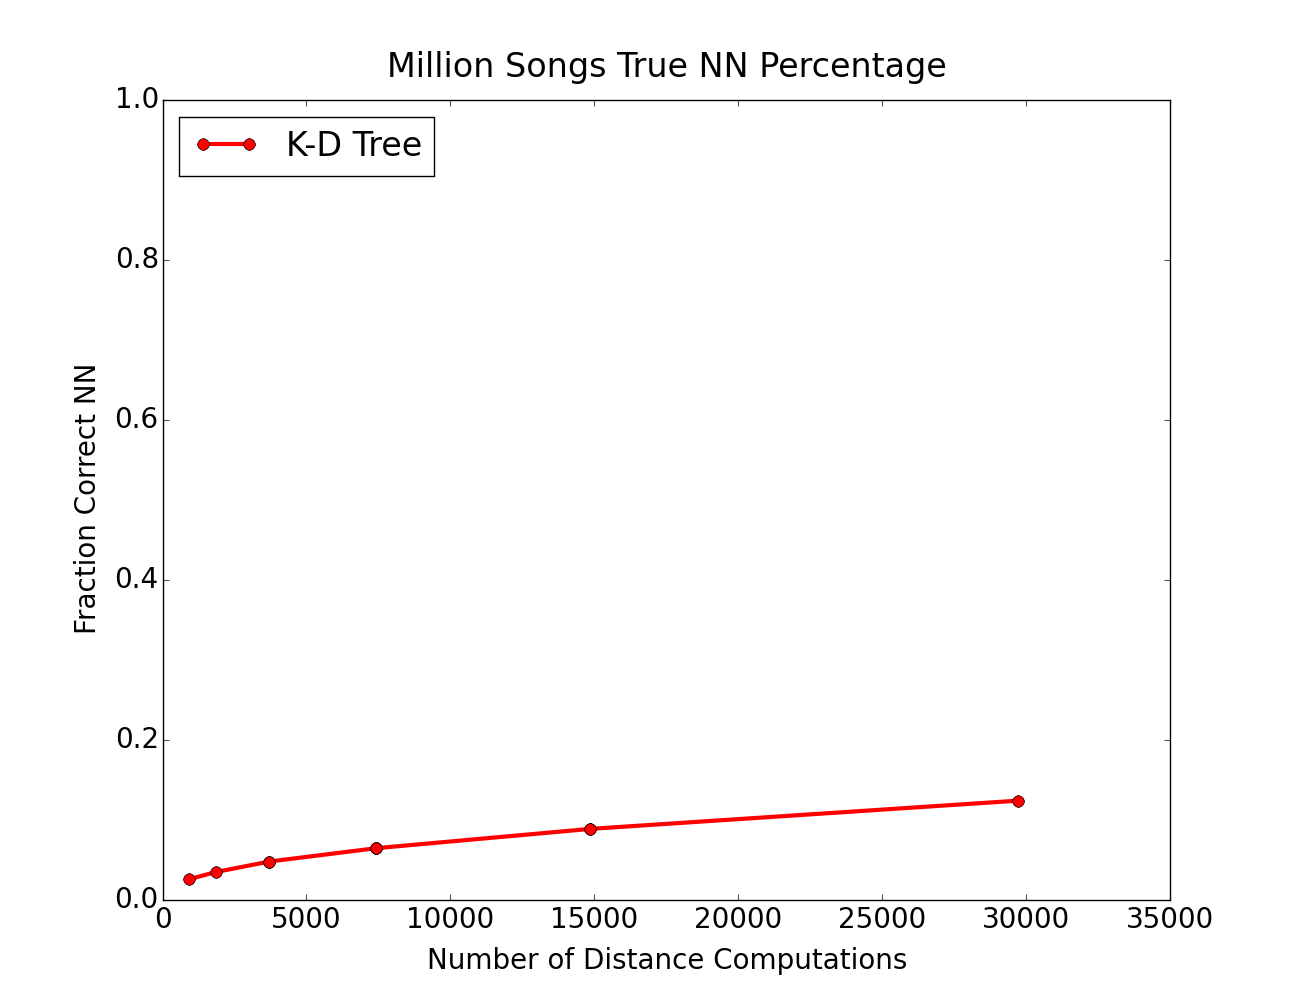 Million Songs True NN Percentage
1.0
K-D Tree
0.8
0.6
0.4
0.2
0.0
Fraction Correct NN
0 5000 10000 15000 20000 25000 30000 35000
Number of Distance Computations